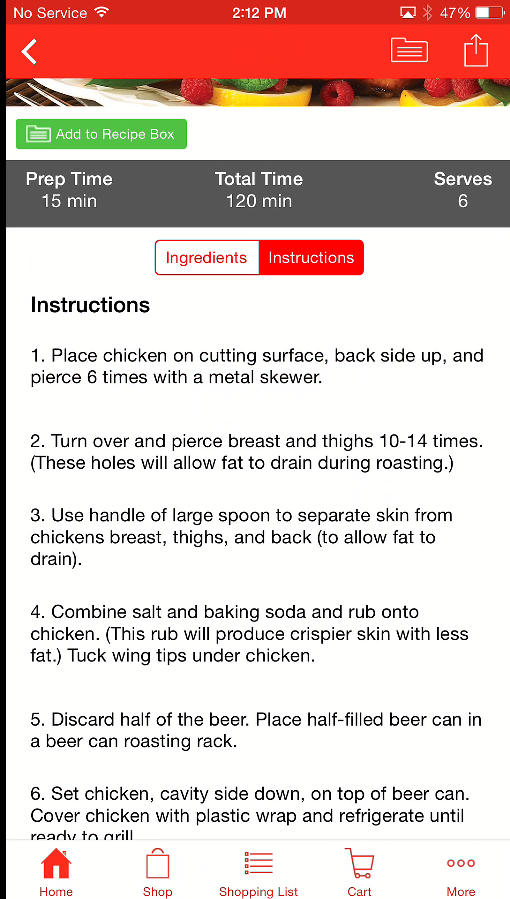 No Service 2:12 PM 47%
Add to Recipe Box
Prep Time Total Time Serves
15 min 120 min 6
Ingredients Instructions
Instructions
1. Place chicken on cutting surface, back side up, and
pierce 6 times with a metal skewer.
2. Turn over and pierce breast and thighs 10-14 times.
(These holes will allow fat to drain during roasting.)
3. Use handle of large spoon to separate skin from
chickens breast, thighs, and back (to allow fat to
drain).
4. Combine salt and baking soda and rub onto
chicken. (This rub will produce crispier skin with less
fat.) Tuck wing tips under chicken.
5. Discard half of the beer. Place half-filled beer can in
a beer can roasting rack.
6. Set chicken, cavity side down, on top of beer can.
Cover chicken with plastic wrap and refrigerate until
ready to grill
Home Shop Shopping List Cart More